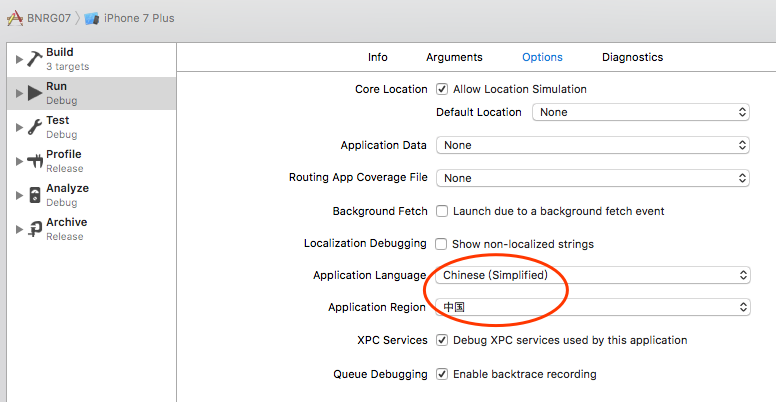 BNRG07 iPhone 7 Plus
Build
3 targets
Run
Debug
Test
Debug
Profile
Release
Analyze
Debug
Archive
Release
Info Arguments Options Diagnostics
Core Location Allow Location Simulation
Default Location None
Application Data None
Routing App Coverage File None
Background Fetch Launch due to a background fetch event
Localization Debugging Show non-localized strings
Application Language Chinese (Simplified)
Application Region 中国
XPC Services Debug XPC services used by this application
Queue Debugging Enable backtrace recording